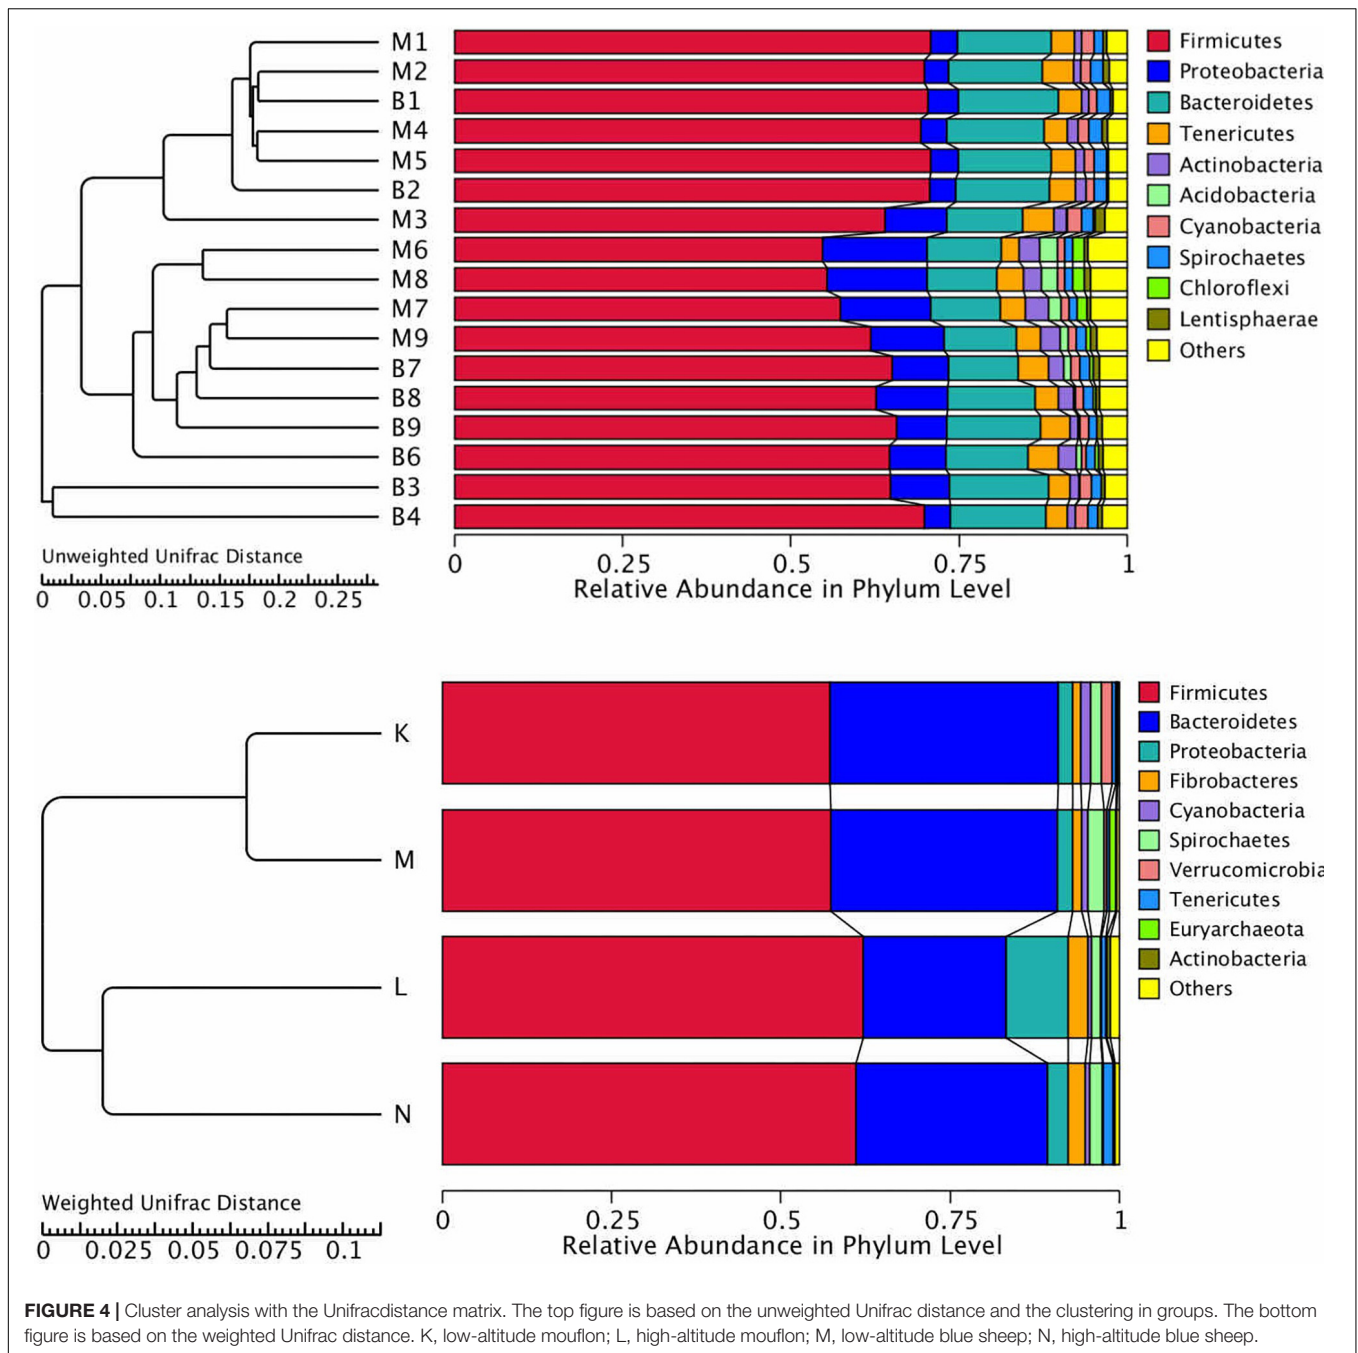 M1
M2
B1
M4
M5
B2
M3
M6
M8
M7
M9
B7
B8
B9
B6
B3
B4
Unweighted Unifrac Distance
0 0.05 0.1 0.15 0.2 0.25
0 0.25 0.5 0.75 1
Relative Abundance in Phylum Level
Firmicutes
Proteobacteria
Bacteroidetes
Tenericutes
Actinobacteria
Acidobacteria
Cyanobacteria
Spirochaetes
Chloroflexi
Lentisphaerae
Others
K
M
L
N
Weighted Unifrac Distance
0 0.025 0.05 0.075 0.1
0 0.25 0.5 0.75 1
Relative Abundance in Phylum Level
Firmicutes
Bacteroidetes
Proteobacteria
Fibrobacteres
Cyanobacteria
Spirochaetes
Verrucomicrobia
Tenericutes
Euryarchaeota
Actinobacteria
Others
FIGURE 4 | Cluster analysis with the Unifracdistance matrix. The top figure is based on the unweighted Unifrac distance and the clustering in groups. The bottom
figure is based on the weighted Unifrac distance. K, low-altitude mouflon; L, high-altitude mouflon; M, low-altitude blue sheep; N, high-altitude blue sheep.